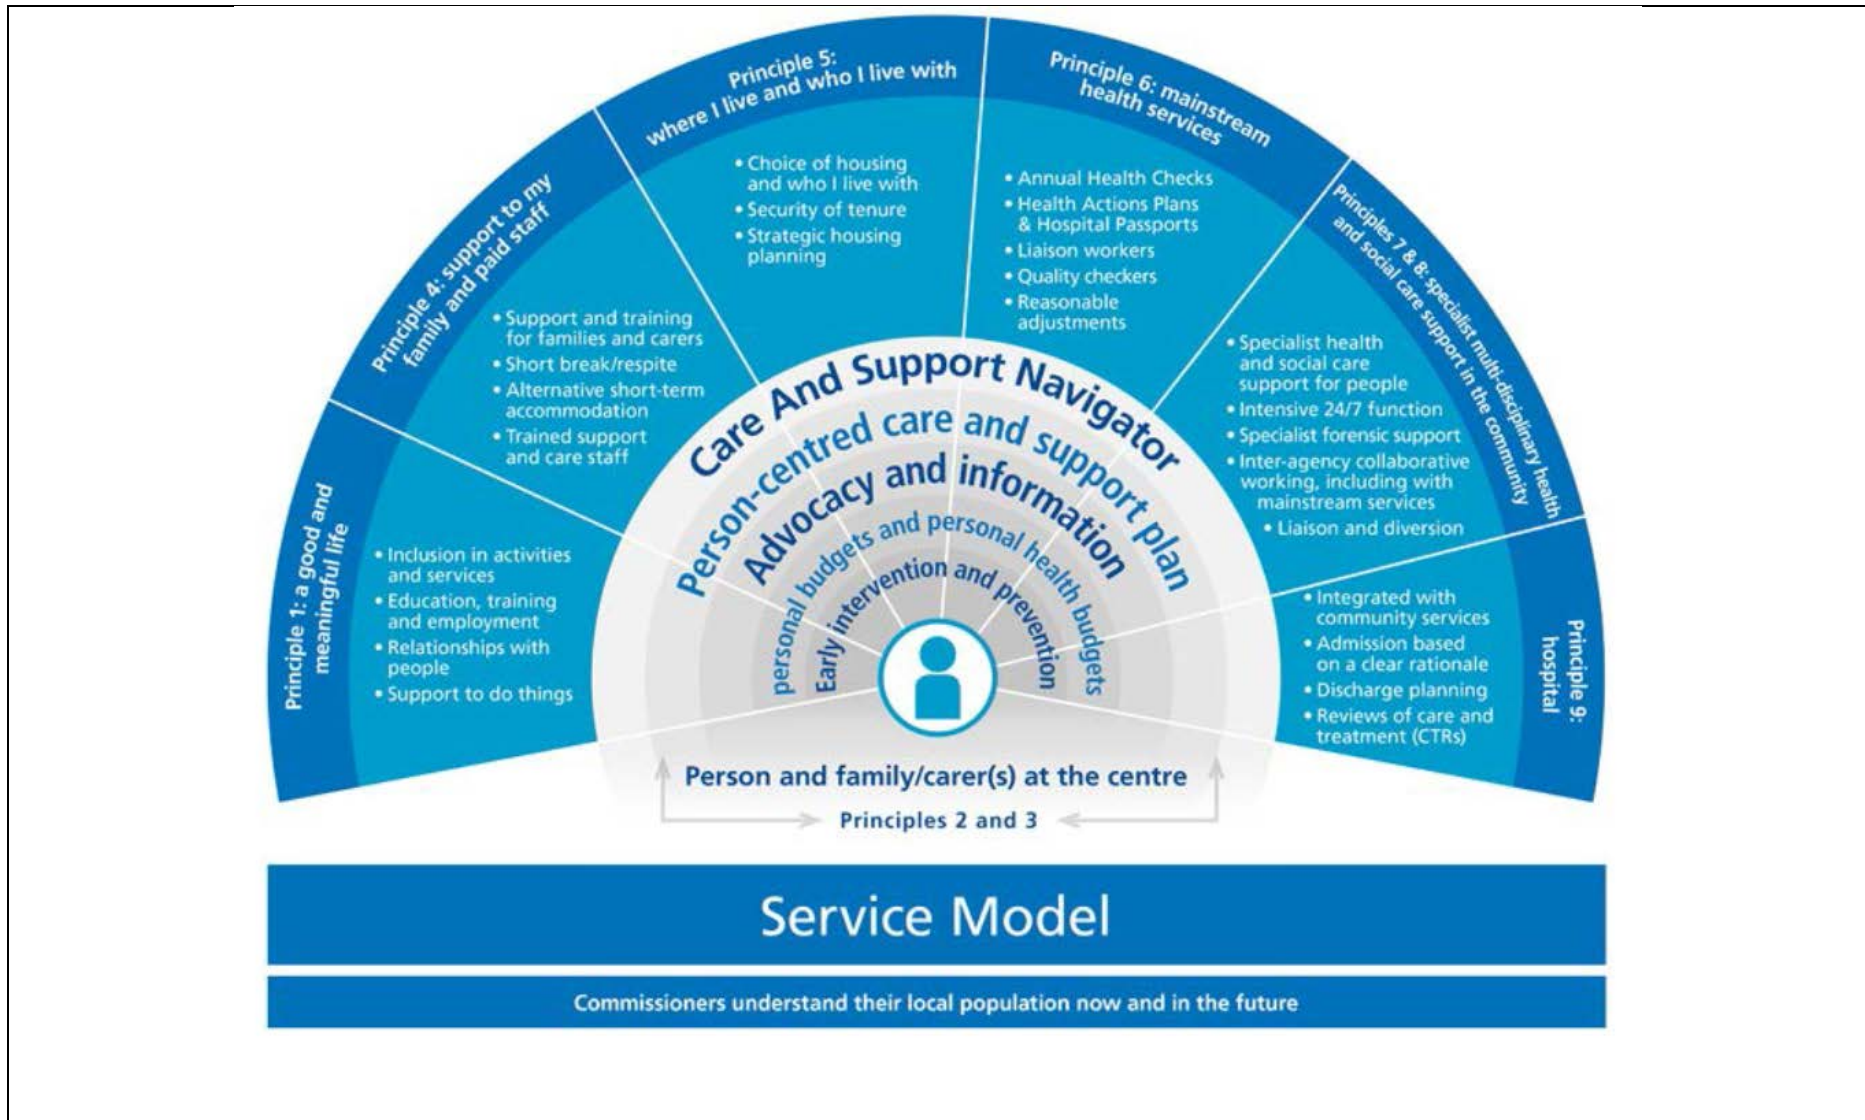 Principle 1: a good and
meaningful life
• Inclusion in activities
and services
• Education, training
and employment
• Relationships with
people
• Support to do things
Principle 4: support to my
family and paid staff
• Support and training
for families and carers
• Short break/respite
• Alternative short-term
accommodation
• Trained support
and care staff
Principle 5:
where I live and who I live with
• Choice of housing
and who I live with
• Security of tenure
• Strategic housing
planning
Principle 6: mainstream
health services
• Annual Health Checks
• Health Actions Plans
& Hospital Passports
• Liaison workers
• Quality checkers
• Reasonable
adjustments
Principles 7 & 8: specialist multi-disciplinary health
and social care support in the community
• Specialist health
and social care
support for people
• Intensive 24/7 function
• Specialist forensic support
• Inter-agency collaborative
working, including with
mainstream services
• Liaison and diversion
Principle 9:
hospital
• Integrated with
community services
• Admission based
on a clear rationale
• Discharge planning
• Reviews of care and
treatment (CTRs)
Care And Support Navigator
Person-centred care and support plan
Advocacy and information
personal budgets and personal health budgets
Early intervention and prevention
Person and family/carer(s) at the centre
Principles 2 and 3
Service Model
Commissioners understand their local population now and in the future